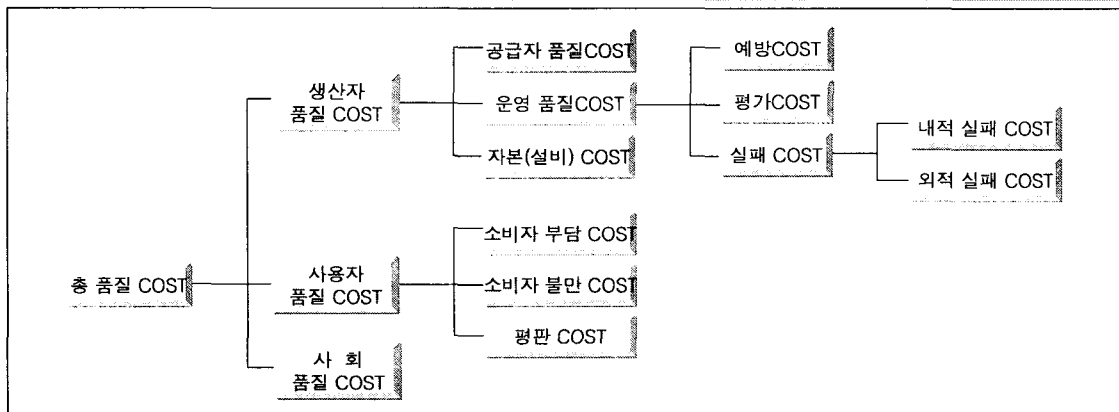 공급자 품질COST
예방COST
생산자
품질 COST
운영 품질COST
평가COST
내적 실패 COST
자본(설비) COST
실패 COST
외적 실패 COST
소비자 부담 COST
총 품질 COST
사용자
품질 COST
소비자 불만 COST
평판 COST
사 회
품질 COST